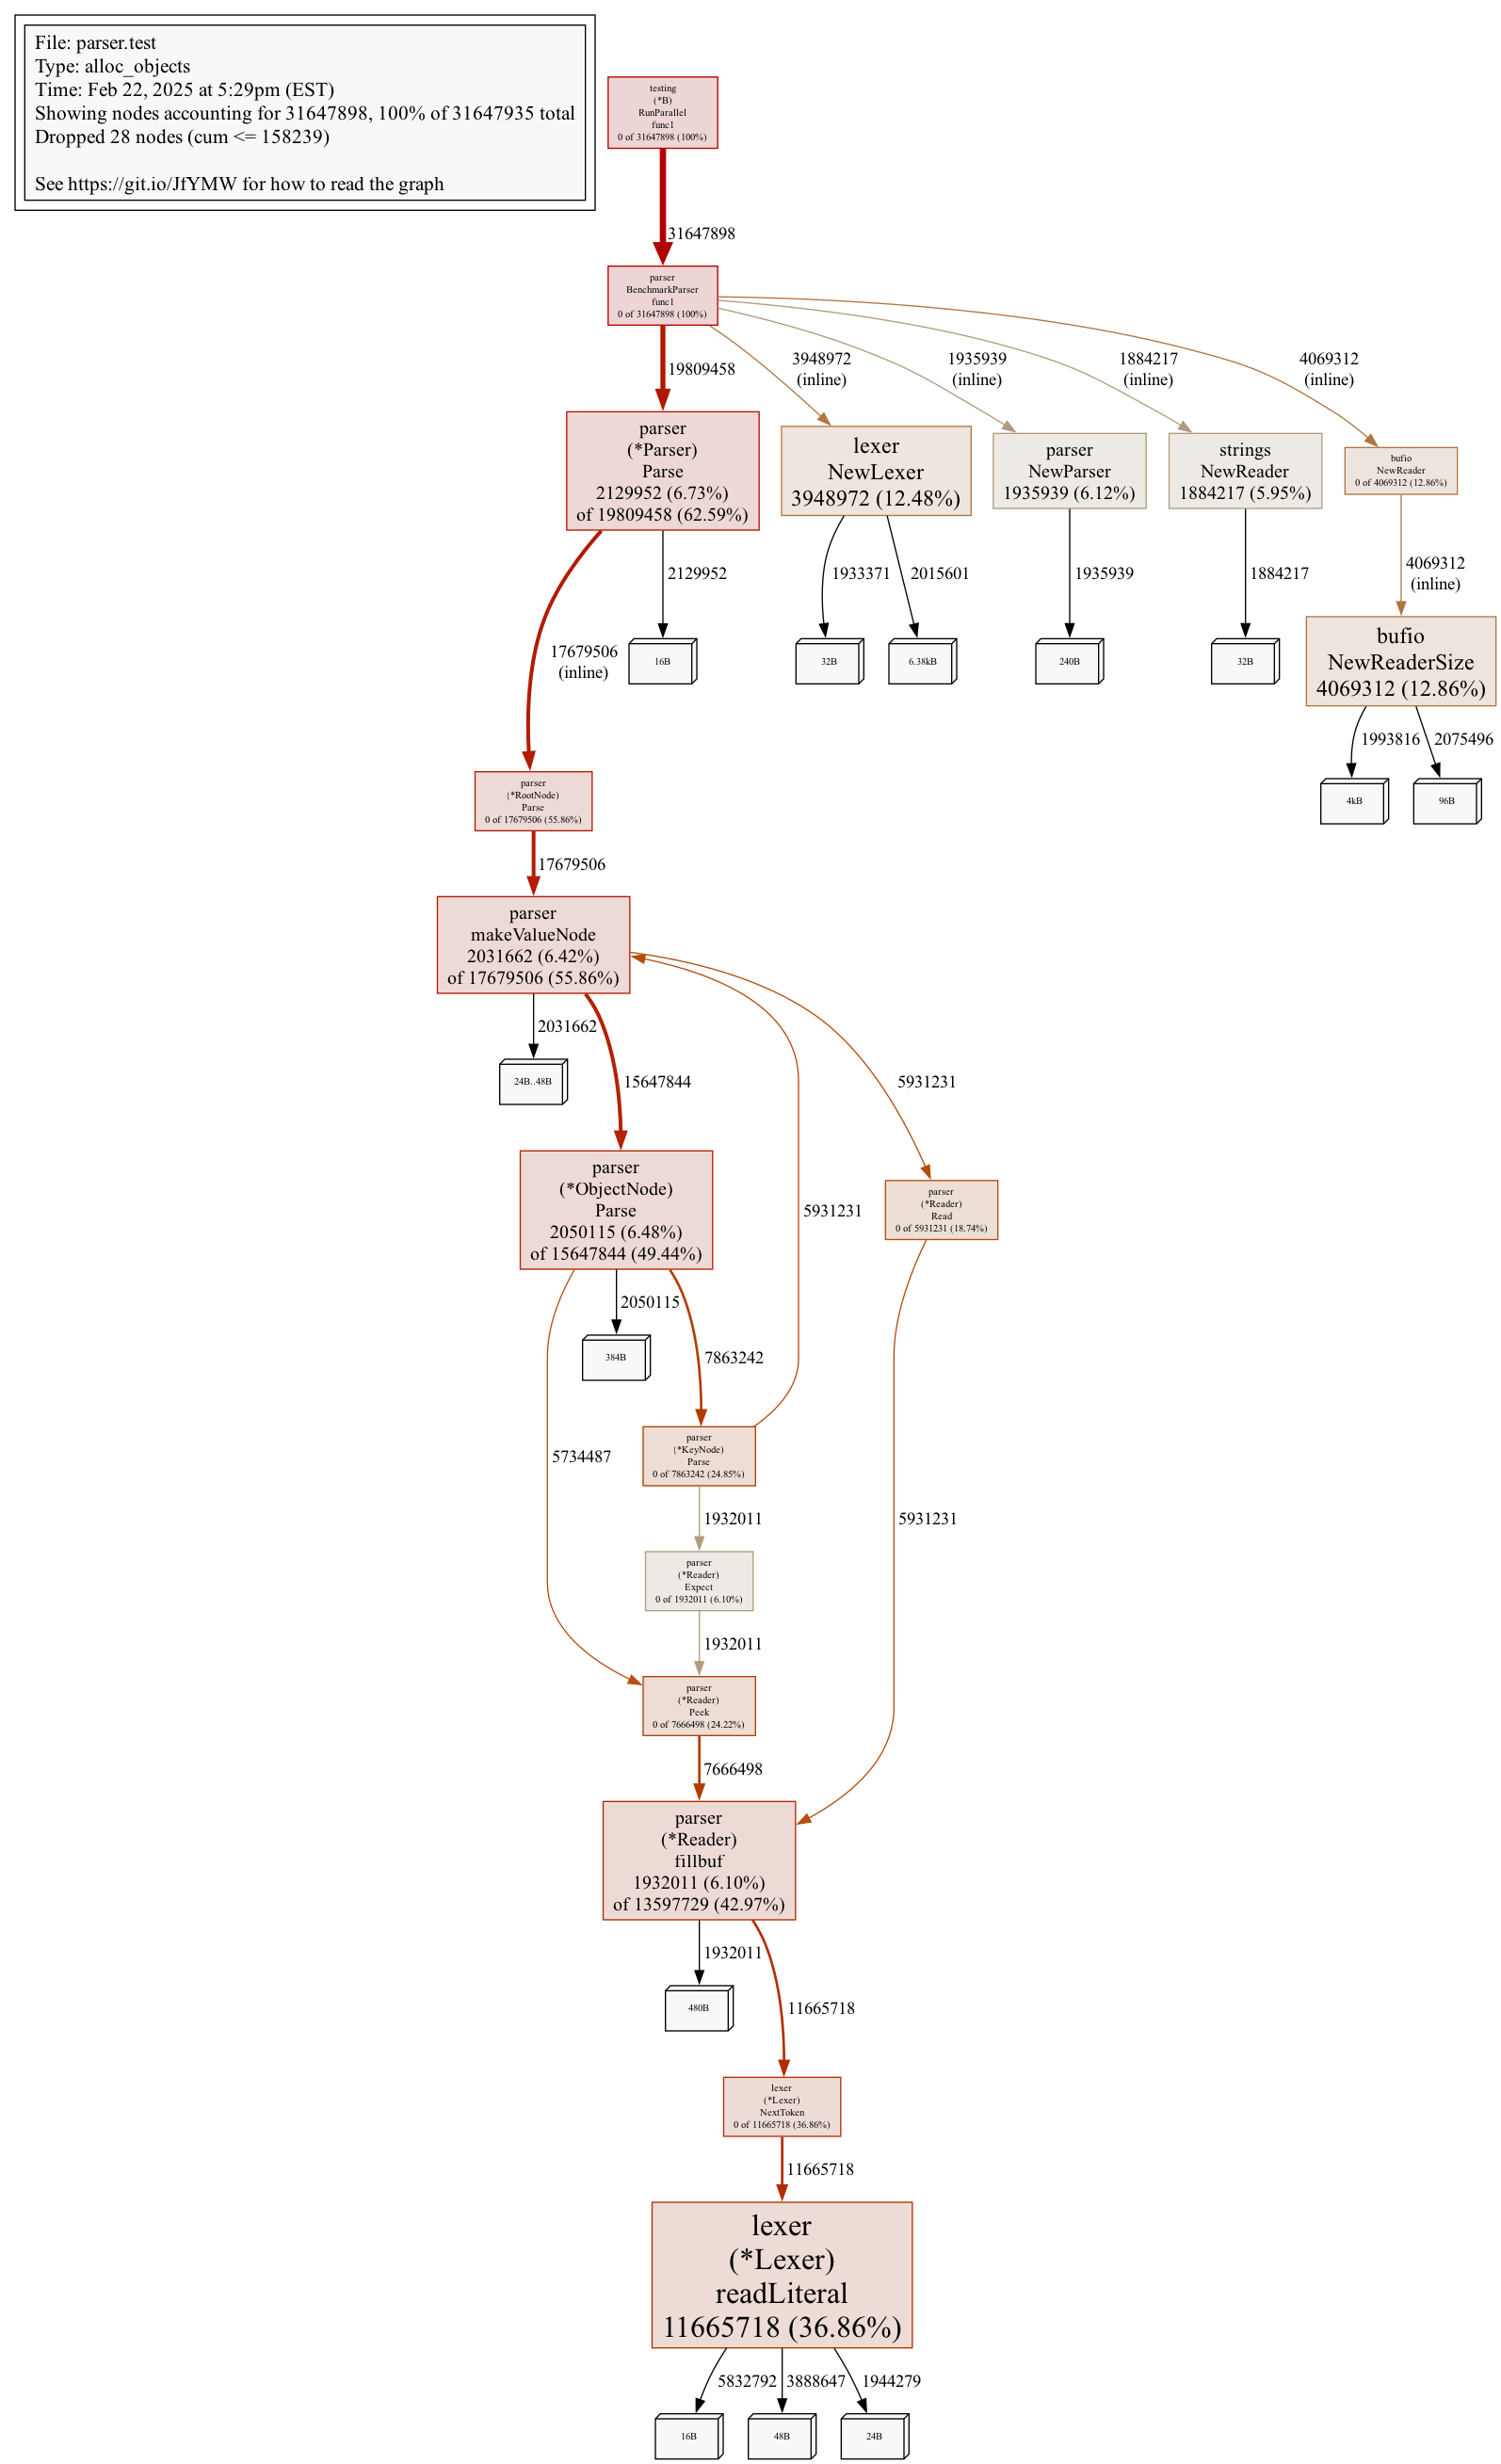 File: parser.test
Type: alloc_objects
Time: Feb 22, 2025 at 5:29pm (EST)
Showing nodes accounting for 31647898, 100% of 31647935 total
Dropped 28 nodes (cum <= 158239)
See https://git.io/JfYMW for how to read the graph
testing
(*B)
RunParallel
func1
0 of 31647898 (100%)
31647898
parser
BenchmarkParser
func1
0 of 31647898 (100%)
19809458
3948972
(inline)
1935939
(inline)
1884217
(inline)
4069312
(inline)
parser
(*Parser)
Parse
2129952 (6.73%)
of 19809458 (62.59%)
lexer
NewLexer
3948972 (12.48%)
parser
NewParser
1935939 (6.12%)
strings
NewReader
1884217 (5.95%)
bufio
NewReader
0 of 4069312 (12.86%)
17679506
(inline)
2129952
1933371
2015601
1935939
1884217
4069312
(inline)
16B
32B
6.38kB
240B
32B
bufio
NewReaderSize
4069312 (12.86%)
1993816
2075496
4kB
96B
parser
(*RootNode)
Parse
0 of 17679506 (55.86%)
17679506
parser
makeValueNode
2031662 (6.42%)
of 17679506 (55.86%)
2031662
15647844
5931231
5931231
24B..48B
parser
(*ObjectNode)
Parse
2050115 (6.48%)
of 15647844 (49.44%)
parser
(*Reader)
Read
0 of 5931231 (18.74%)
2050115
7863242
5734487
5931231
384B
parser
(*KeyNode)
Parse
0 of 7863242 (24.85%)
1932011
parser
(*Reader)
Expect
0 of 1932011 (6.10%)
1932011
parser
(*Reader)
Peek
0 of 7666498 (24.22%)
7666498
parser
(*Reader)
fillbuf
1932011 (6.10%)
of 13597729 (42.97%)
1932011
11665718
480B
lexer
(*Lexer)
NextToken
0 of 11665718 (36.86%)
11665718
lexer
(*Lexer)
readLiteral
11665718 (36.86%)
5832792
3888647
1944279
16B
48B
24B